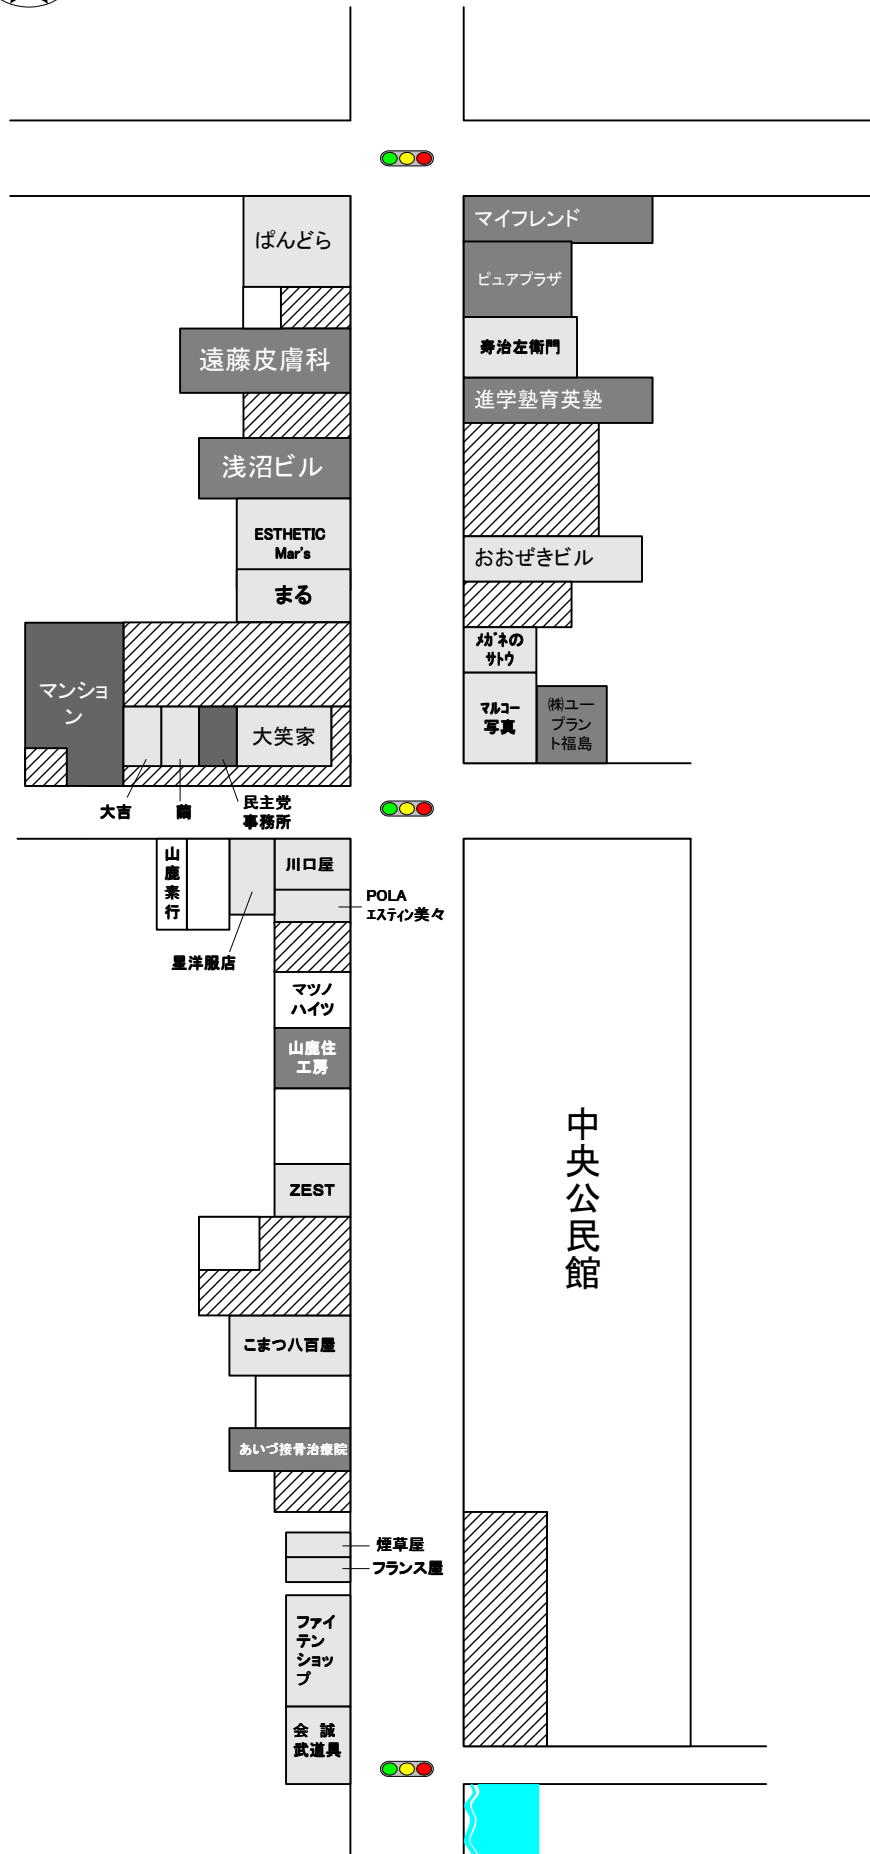 ぱんどら
遠藤皮膚科
浅沼ビル
ESTHETIC
Mar's
まる
マンショ
ン
大笑家
大吉
繭
民主党
事務所
マイフレンド
ピュアプラザ
寿治左衛門
進学塾育英塾
おおぜきビル
メガネの
サトウ
マルコー
写真
㈱ユー
プラン
ト福島
山鹿素行
川口屋
POLA
エスティン美々
星洋服店
マツノ
ハイツ
山鹿住
工房
ZEST
こまつ八百屋
あいづ接骨治療院
煙草屋
フランス屋
ファイ
テン
ショッ
プ
会 誠
武道具
中央公民館